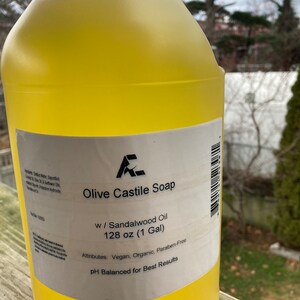 Olive Castile Soap
w/ Sandalwood Oil
128 oz (1 Gal)
Attributes: Vegan, Organic, Paraben-Free
pH Balanced for Best Results